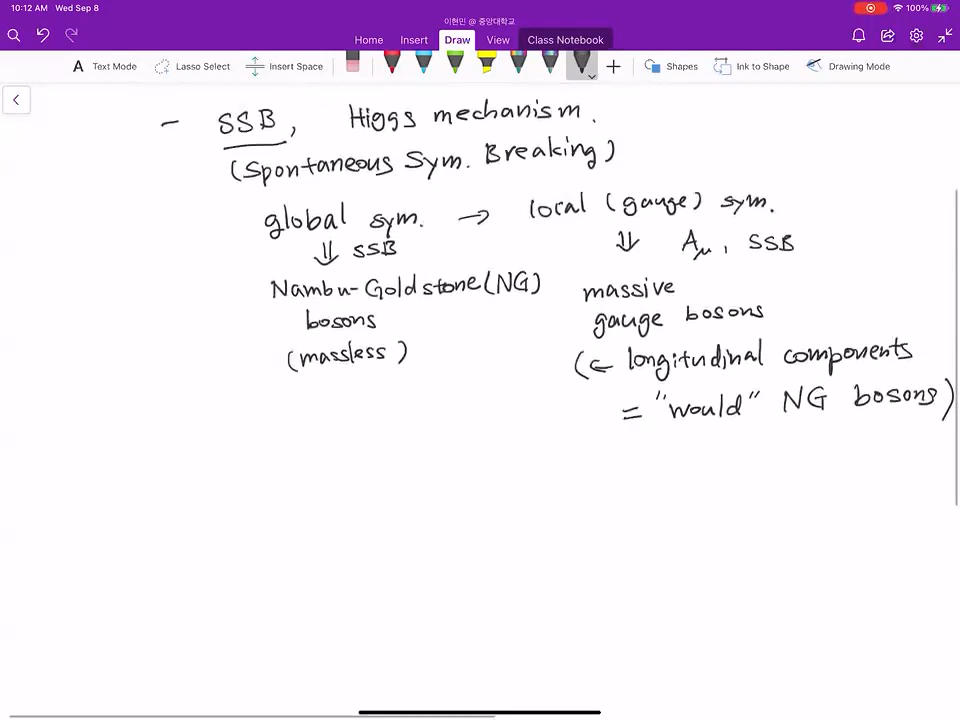 10:12 AM Wed Sep 8
100%
이현민 @ 중앙대학교
Home Insert Draw View Class Notebook
A Text Mode Lasso Select Insert Space Shapes Ink to Shape Drawing Mode
- SSB, Higgs mechanism.
(Spontaneous Sym. Breaking)
global sym. → local (gauge) sym.
⇓ SSB ⇓ Aμ, SSB
Nambu-Goldstone (NG) bosons (massless)
massive gauge bosons
(← longitudinal components
= "would" NG bosons)